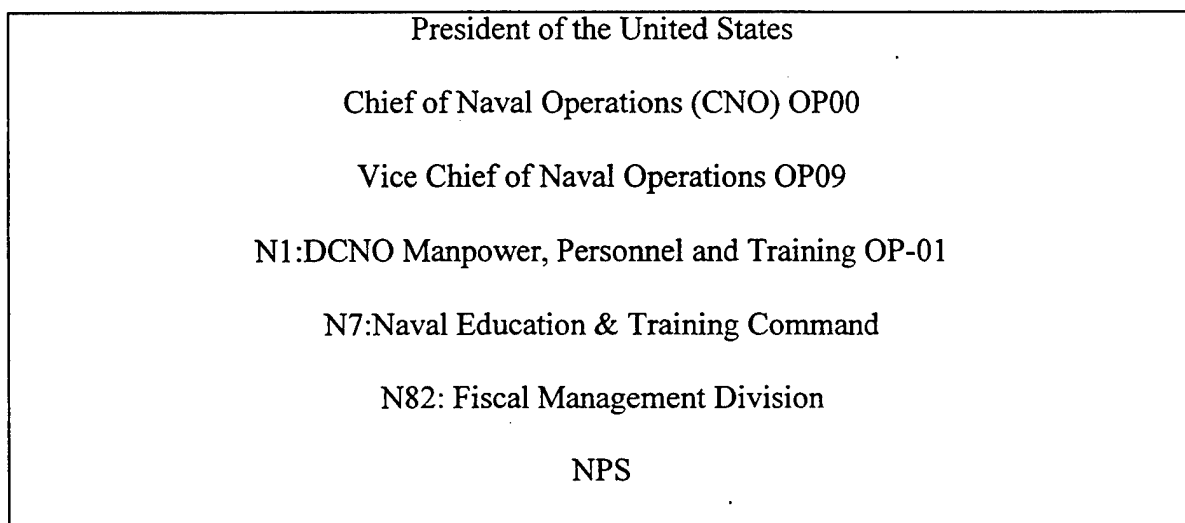 President of the United States
Chief of Naval Operations (CNO) OP00
Vice Chief of Naval Operations OP09
N1:DCNO Manpower, Personnel and Training OP-01
N7:Naval Education & Training Command
N82: Fiscal Management Division
NPS